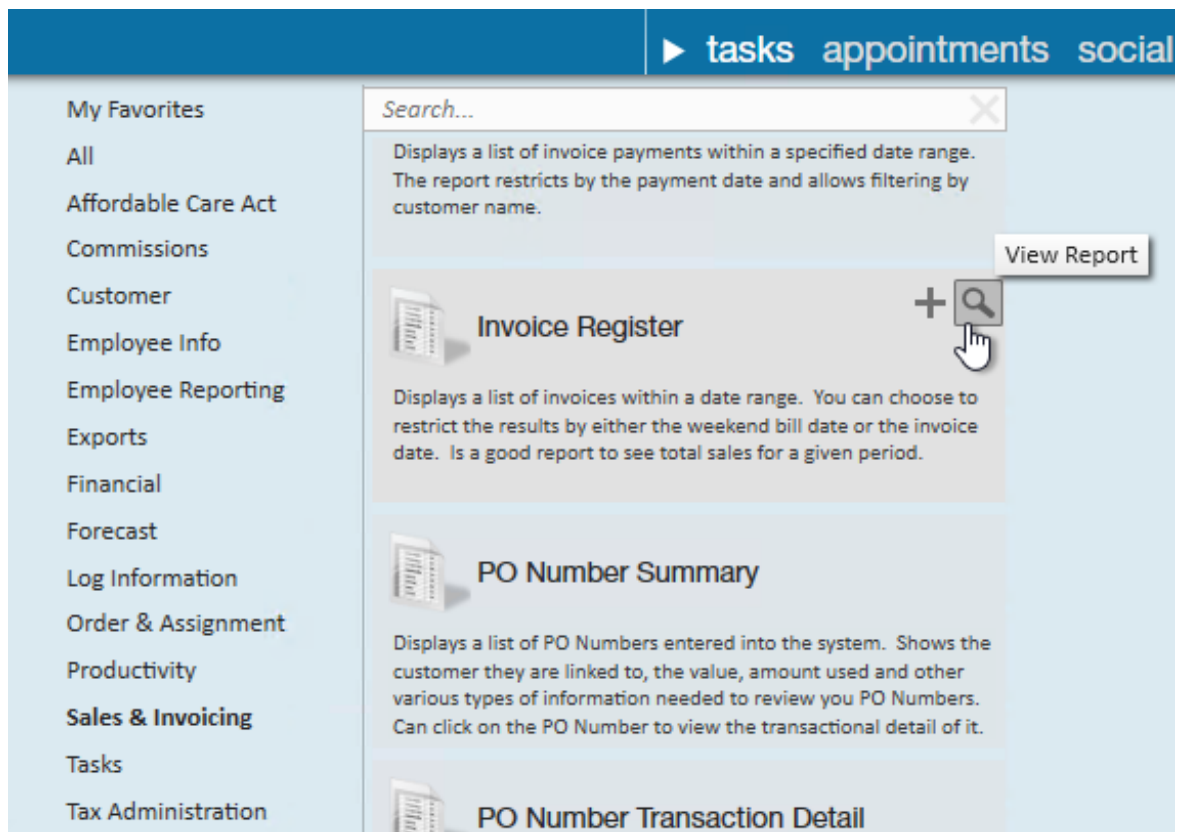 tasks appointments social
My Favorites
All
Affordable Care Act
Commissions
Customer
Employee Info
Employee Reporting
Exports
Financial
Forecast
Log Information
Order & Assignment
Productivity
Sales & Invoicing
Tasks
Tax Administration
Search...
Displays a list of invoice payments within a specified date range.
The report restricts by the payment date and allows filtering by
customer name.
View Report
Invoice Register
Displays a list of invoices within a date range. You can choose to
restrict the results by either the weekend bill date or the invoice
date. Is a good report to see total sales for a given period.
PO Number Summary
Displays a list of PO Numbers entered into the system. Shows the
customer they are linked to, the value, amount used and other
various types of information needed to review you PO Numbers.
Can click on the PO Number to view the transactional detail of it.
PO Number Transaction Detail